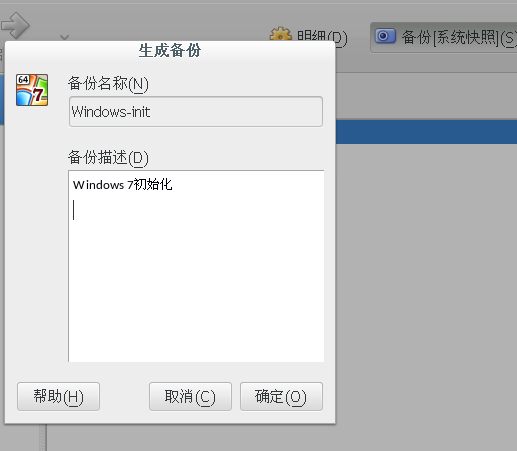 明细(D)
备份[系统快照](S)
生成备份
64
7
备份名称(N)
Windows-init
备份描述(D)
Windows 7初始化
帮助(H)
取消(C)
确定(O)